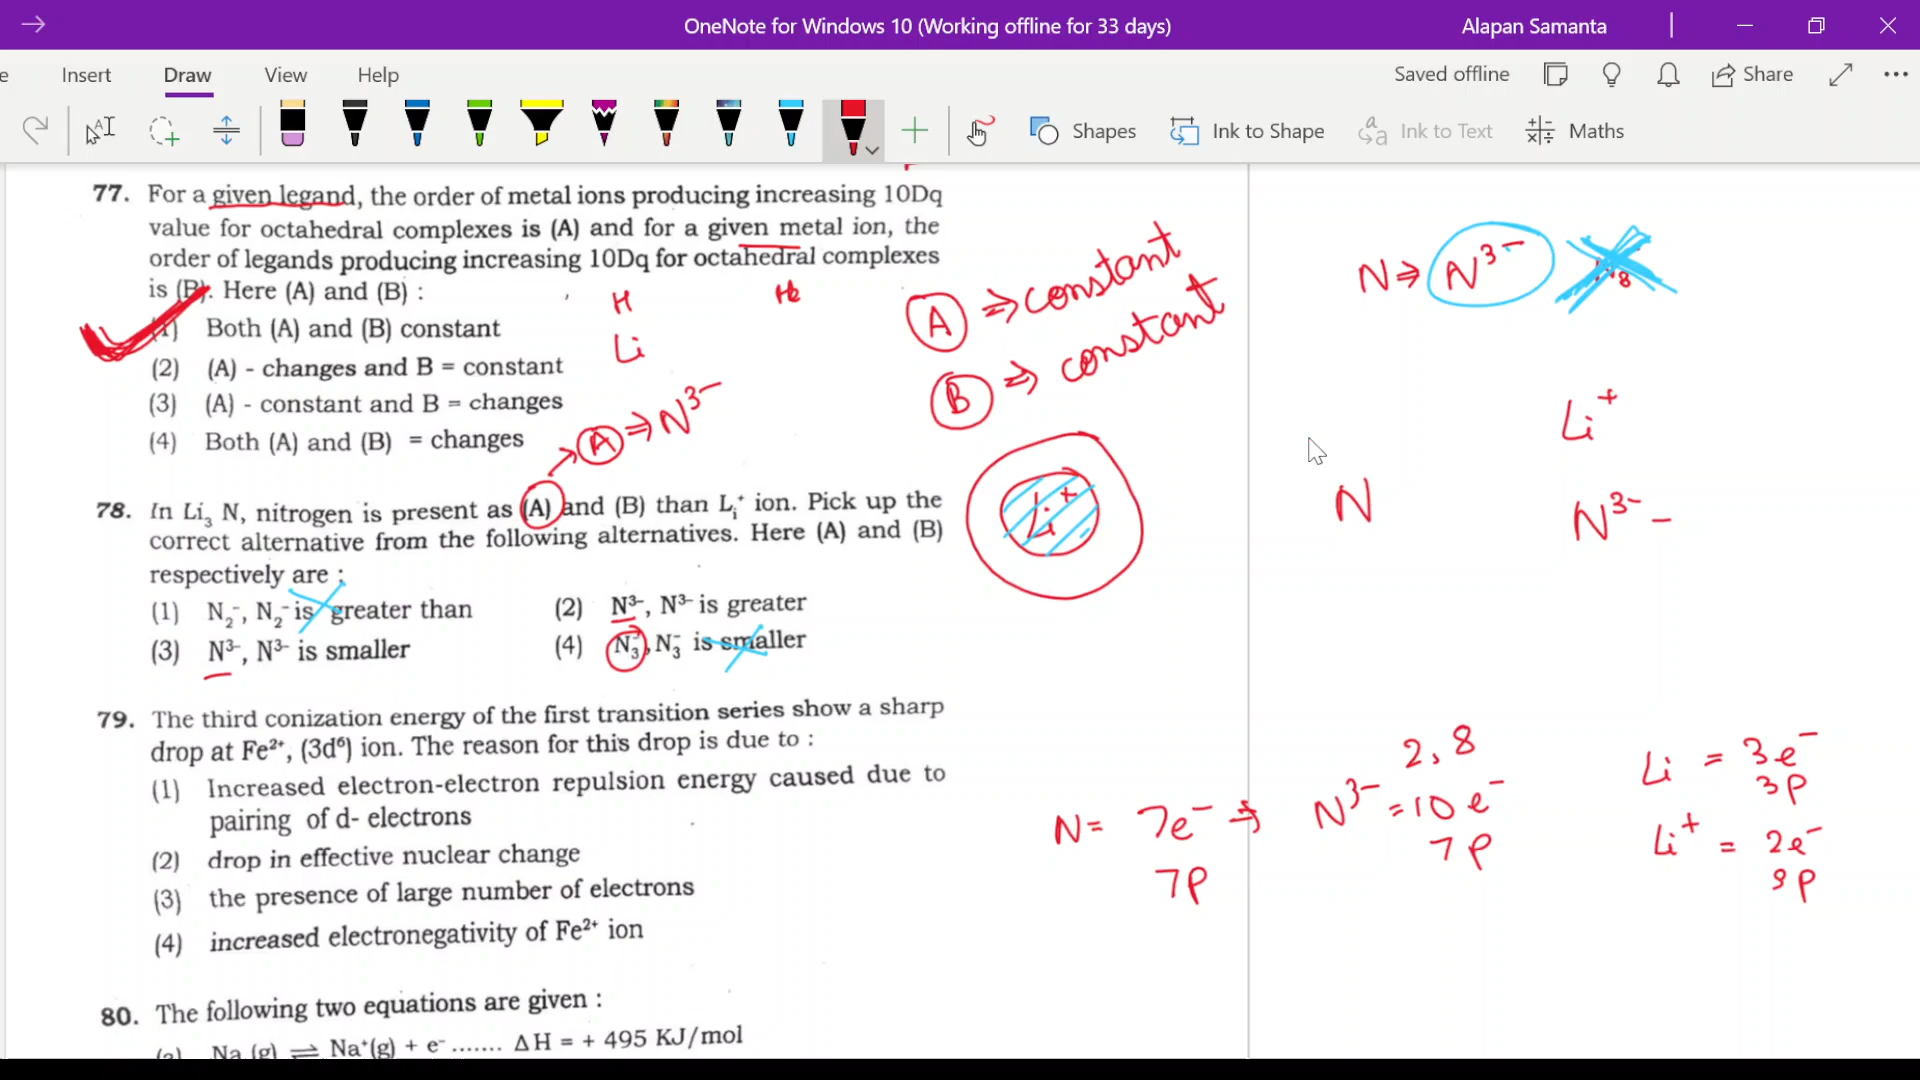 OneNote for Windows 10 (Working offline for 33 days)
Alapan Samanta
e Insert Draw View Help
Saved offline Share
Shapes Ink to Shape Ink to Text Maths
77. For a given legand, the order of metal ions producing increasing 10Dq
value for octahedral complexes is (A) and for a given metal ion, the
order of legands producing increasing 10Dq for octahedral complexes
is (B). Here (A) and (B) :
(1) Both (A) and (B) constant
(2) (A) - changes and B = constant
(3) (A) - constant and B = changes
(4) Both (A) and (B) = changes
H He
Li
A ⇒ N³⁻
A ⇒ constant
B ⇒ constant
N ⇒ N³⁻
Li⁺
N N³⁻ –
Li⁺
78. In Li₃ N, nitrogen is present as (A) and (B) than Lᵢ⁺ ion. Pick up the
correct alternative from the following alternatives. Here (A) and (B)
respectively are :
(1) N₂⁻, N₂⁻ is greater than (2) N³⁻, N³⁻ is greater
(3) N³⁻, N³⁻ is smaller (4) N₃⁻, N₃⁻ is smaller
79. The third conization energy of the first transition series show a sharp
drop at Fe²⁺, (3d⁶) ion. The reason for this drop is due to :
(1) Increased electron-electron repulsion energy caused due to
pairing of d- electrons
(2) drop in effective nuclear change
(3) the presence of large number of electrons
(4) increased electronegativity of Fe²⁺ ion
2, 8
N = 7e⁻ ⇒ N³⁻ = 10 e⁻
7P 7P
Li = 3e⁻
3P
Li⁺ = 2e⁻
3P
80. The following two equations are given :
(a) Na (g) ⇌ Na⁺(g) + e⁻ ....... ΔH = + 495 KJ/mol